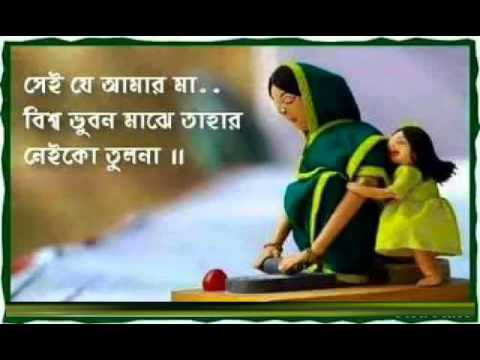 সেই যে আমার মা..
বিশ্ব ভুবন মাঝে তাহার
নেইকো তুলনা ॥